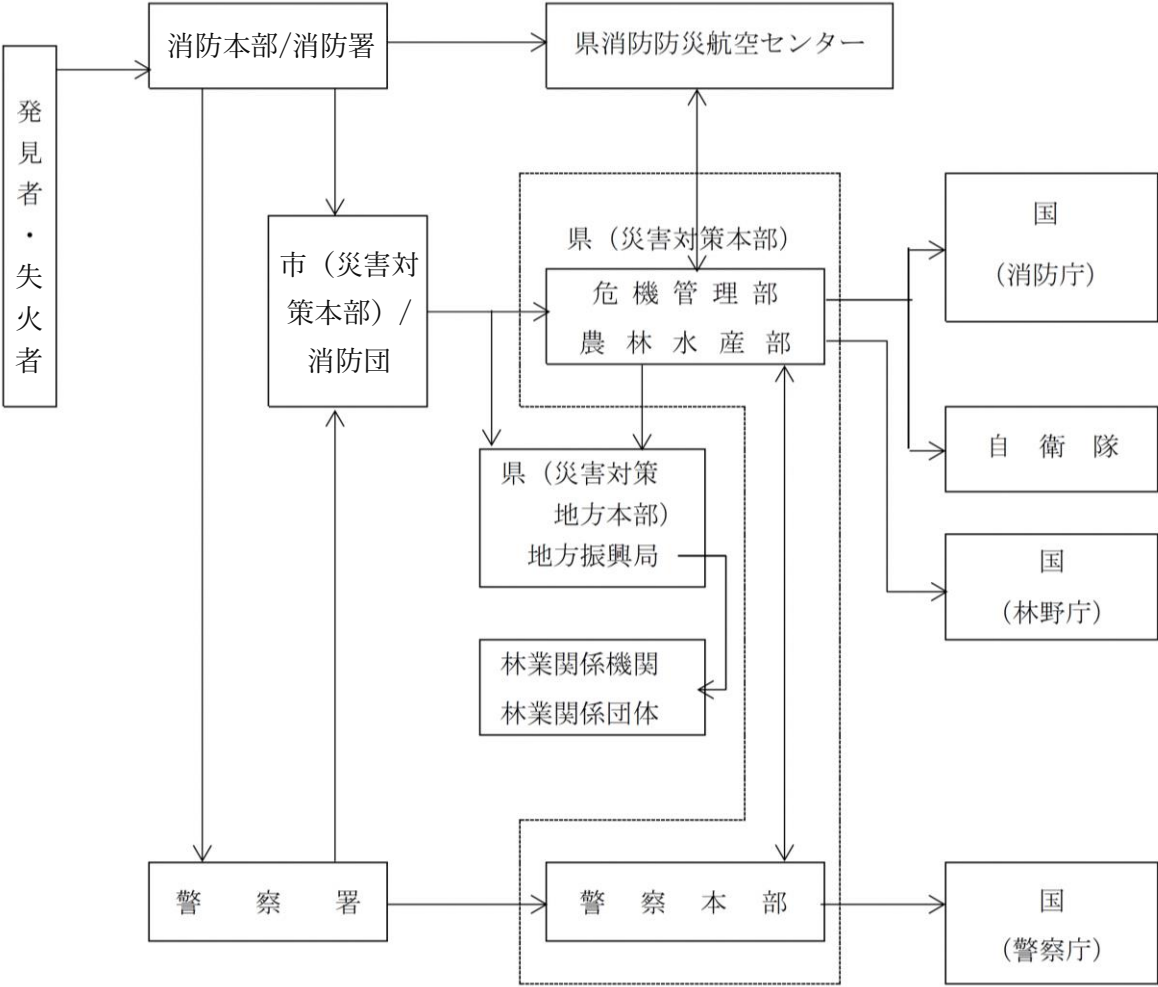 消防本部/消防署
県消防防災航空センター
発見者・失火者
市（災害対
策本部）/
消防団
県（災害対策本部）
危機管理部
農林水産部
国
（消防庁）
自衛隊
県（災害対策
地方本部）
地方振興局
国
（林野庁）
林業関係機関
林業関係団体
警察署
警察本部
国
（警察庁）